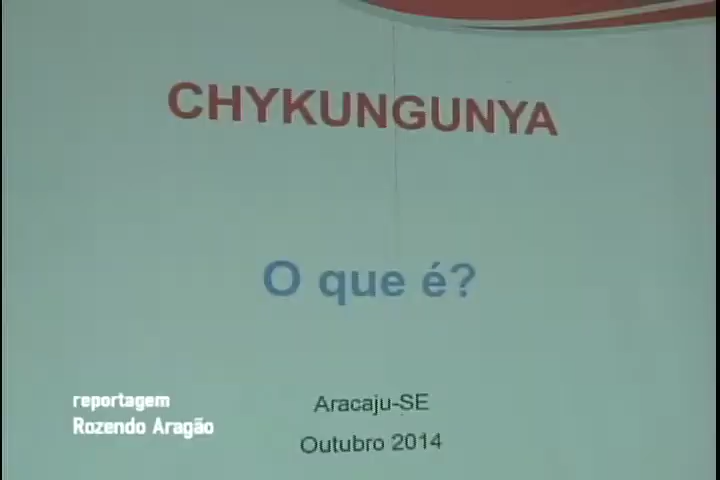 CHYKUNGUNYA
O que é?
Aracaju-SE
Outubro 2014
reportagem
Rozendo Aragão